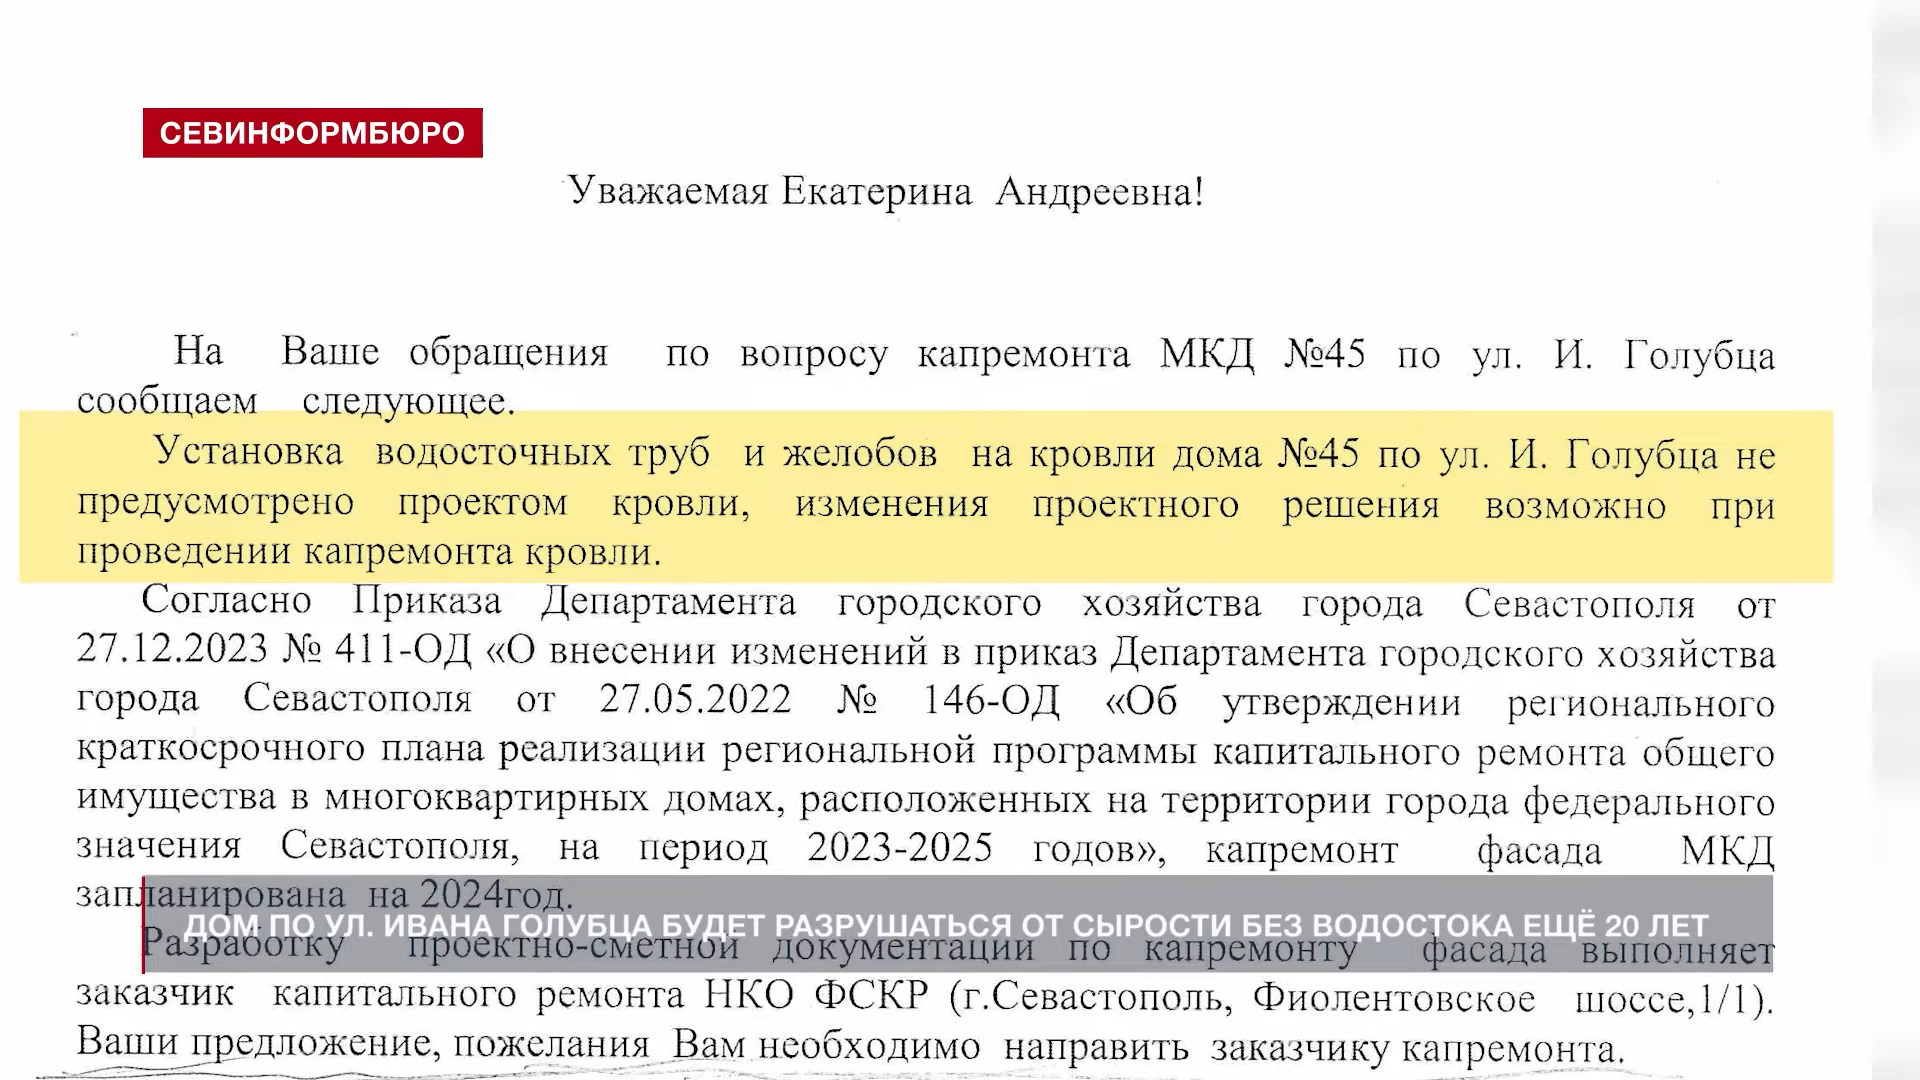 СЕВИНФОРМБЮРО
Уважаемая Екатерина Андреевна!
На Ваше обращения по вопросу капремонта МКД №45 по ул. И. Голубца
сообщаем следующее.
Установка водосточных труб и желобов на кровли дома №45 по ул. И. Голубца не
предусмотрено проектом кровли, изменения проектного решения возможно при
проведении капремонта кровли.
Согласно Приказа Департамента городского хозяйства города Севастополя от
27.12.2023 № 411-ОД «О внесении изменений в приказ Департамента городского хозяйства
города Севастополя от 27.05.2022 № 146-ОД «Об утверждении регионального
краткосрочного плана реализации региональной программы капитального ремонта общего
имущества в многоквартирных домах, расположенных на территории города федерального
значения Севастополя, на период 2023-2025 годов», капремонт фасада МКД
запланирована на 2024год.
ДОМ ПО УЛ. ИВАНА ГОЛУБЦА БУДЕТ РАЗРУШАТЬСЯ ОТ СЫРОСТИ БЕЗ ВОДОСТОКА ЕЩЁ 20 ЛЕТ
Разработку проектно-сметной документации по капремонту фасада выполняет
заказчик капитального ремонта НКО ФСКР (г.Севастополь, Фиолентовское шоссе,1/1).
Ваши предложение, пожелания Вам необходимо направить заказчику капремонта.